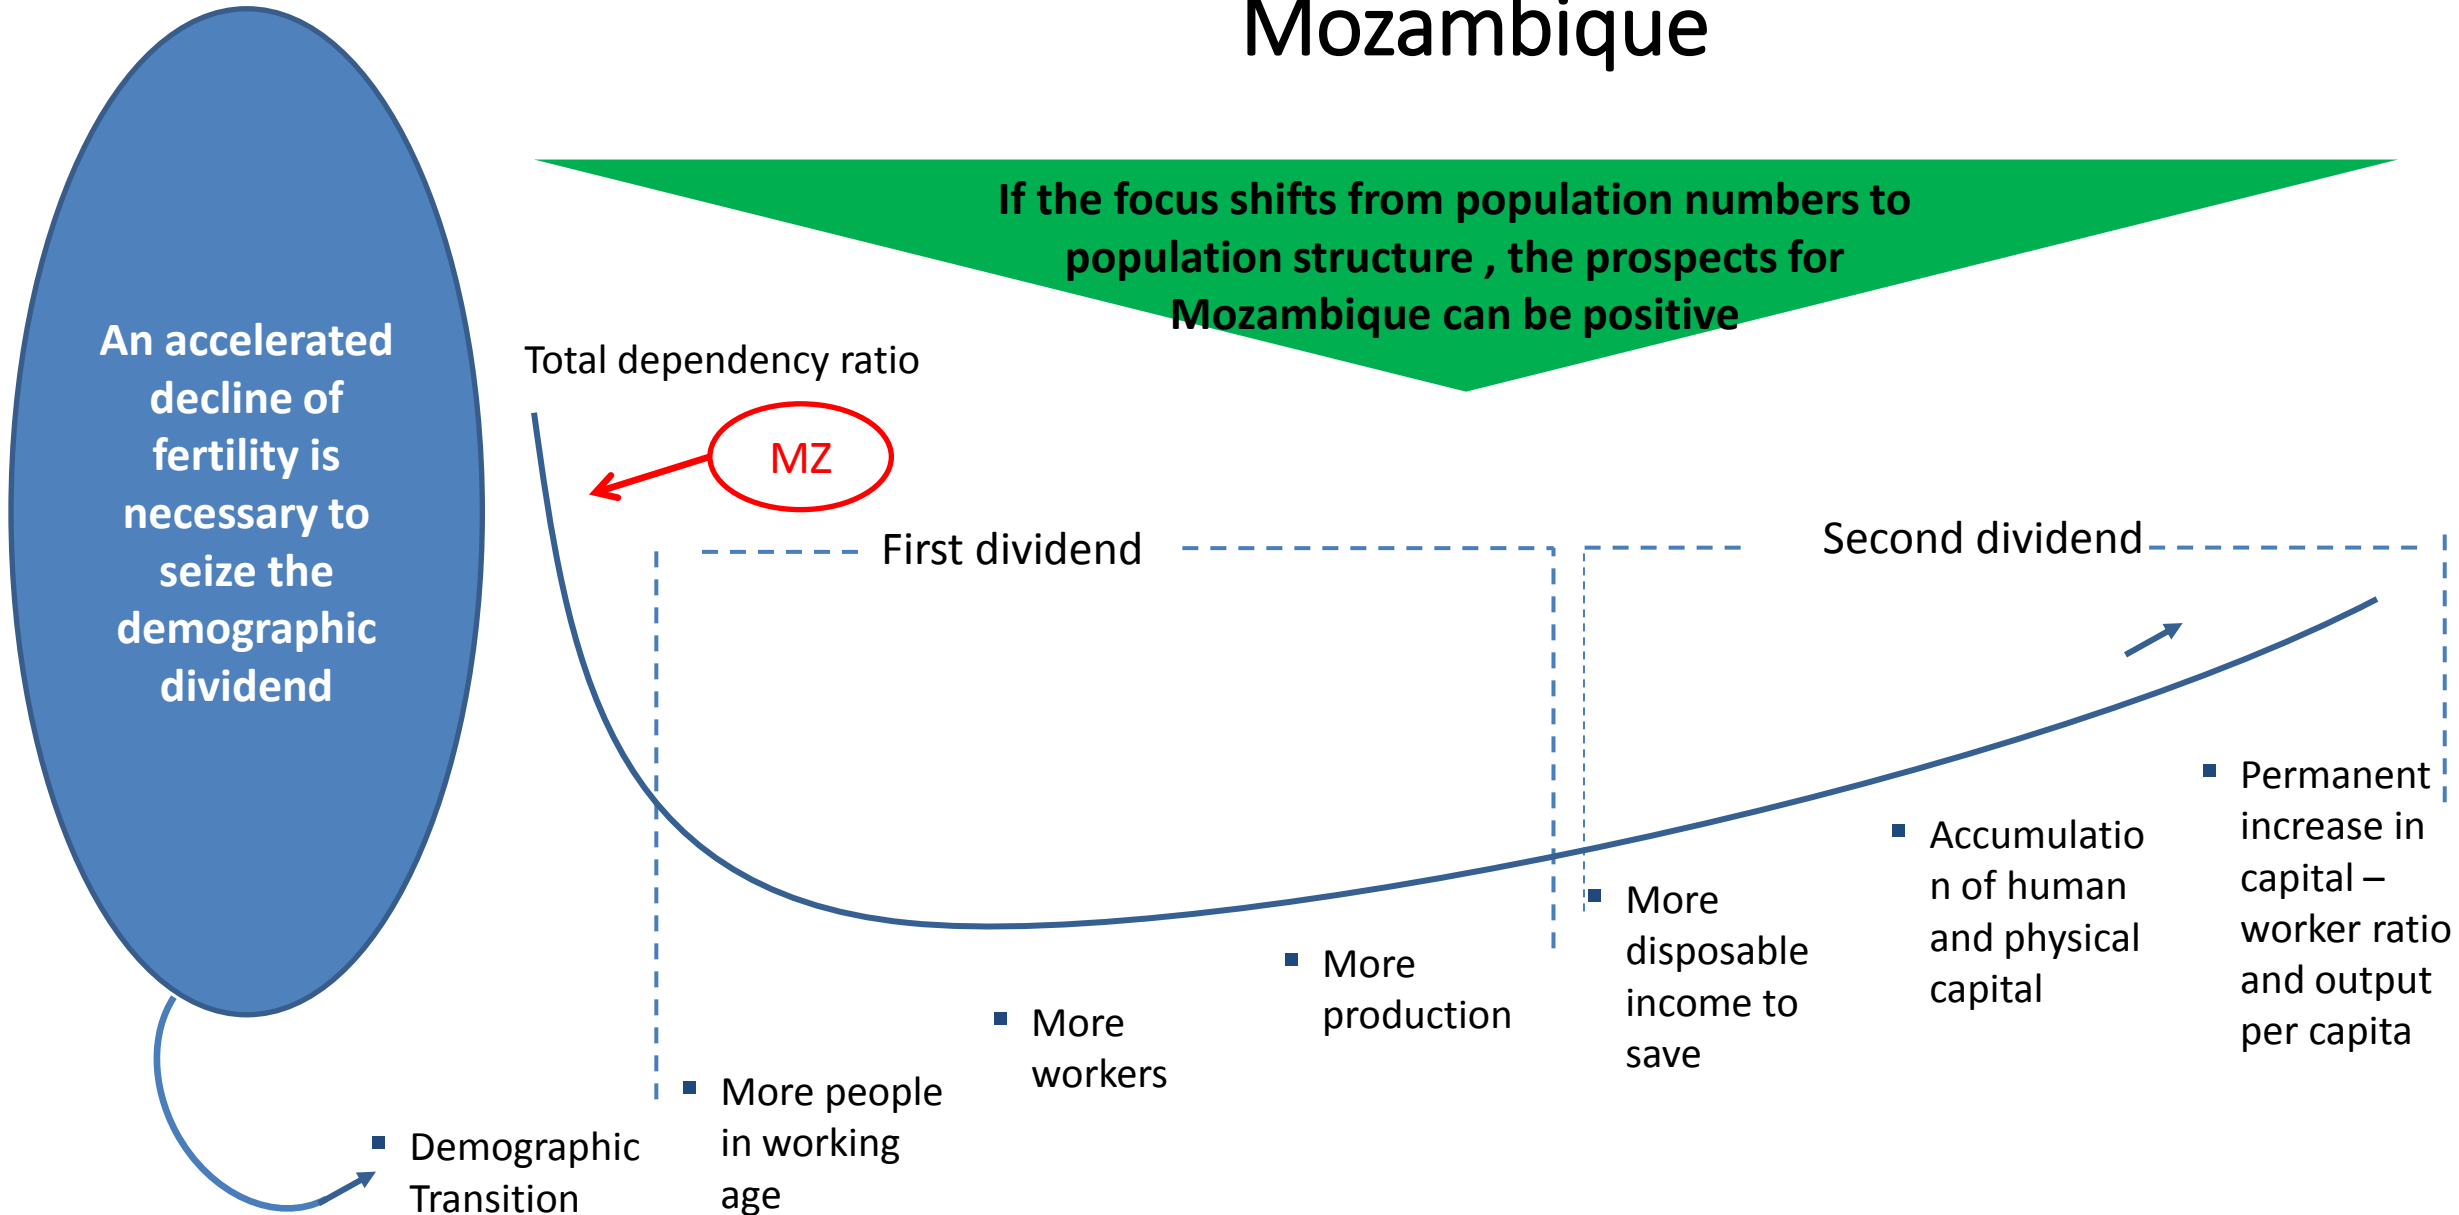 Mozambique
If the focus shifts from population numbers to
population structure , the prospects for
Mozambique can be positive
An accelerated
decline of
fertility is
necessary to
seize the
demographic
dividend
Total dependency ratio
MZ
First dividend
Second dividend
▪ Demographic
Transition
▪ More people
in working
age
▪ More
workers
▪ More
production
▪ More
disposable
income to
save
▪ Accumulatio
n of human
and physical
capital
▪ Permanent
increase in
capital –
worker ratio
and output
per capita